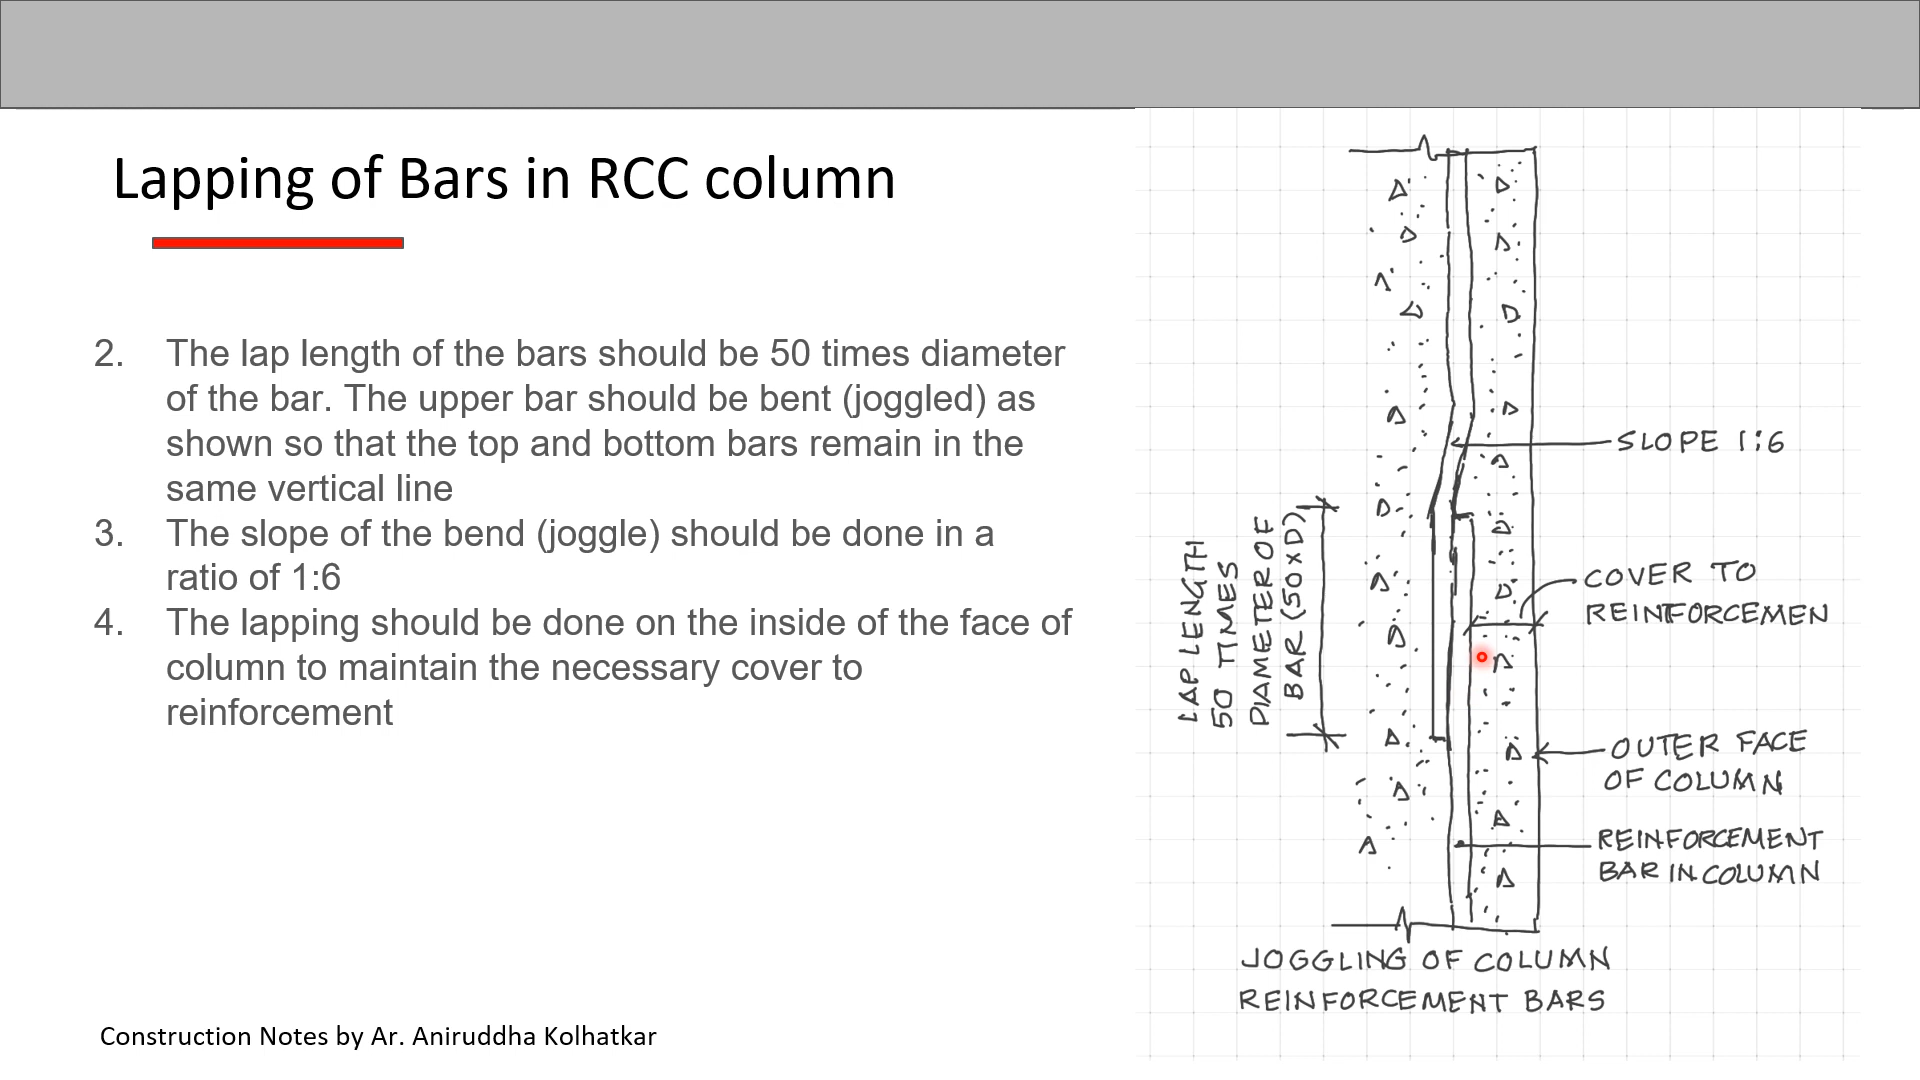 Lapping of Bars in RCC column
2. The lap length of the bars should be 50 times diameter
of the bar. The upper bar should be bent (joggled) as
shown so that the top and bottom bars remain in the
same vertical line
3. The slope of the bend (joggle) should be done in a
ratio of 1:6
4. The lapping should be done on the inside of the face of
column to maintain the necessary cover to
reinforcement
Construction Notes by Ar. Aniruddha Kolhatkar
SLOPE 1:6
LAP LENGTH
50 TIMES
DIAMETER OF
BAR (50xD)
COVER TO
REINFORCEMEN
OUTER FACE
OF COLUMN
REINFORCEMENT
BAR IN COLUMN
JOGGLING OF COLUMN
REINFORCEMENT BARS